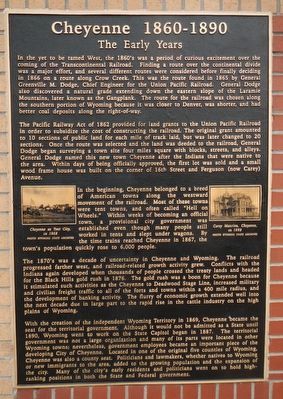 Cheyenne 1860-1890
The Early Years
In the yet to be tamed West, the 1860's was a period of curious excitement over the
coming of the Transcontinental Railroad. Finding a route over the continental divide
was a major effort, and several different routes were considered before finally deciding
in 1866 on a route along Crow Creek. This was the route found in 1865 by General
Greenville M. Dodge, Chief Engineer for the Union Pacific Railroad. General Dodge
also discovered a natural grade extending down the eastern slope of the Laramie
Mountains, later known as the Gangplank. The route for the railroad was chosen along
the southern portion of Wyoming because it was closer to Denver, was shorter, and had
better coal deposits along the right-of-way.
The Pacific Railway Act of 1862 provided for land grants to the Union Pacific Railroad
in order to subsidize the cost of constructing the railroad. The original grant amounted
to 10 sections of public land for each mile of track laid, but was later changed to 20
sections. Once the route was selected and the land was deeded to the railroad, General
Dodge began surveying a town site four miles square with blocks, streets, and alleys.
General Dodge named this new town Cheyenne after the Indians that were native to
the area. Within days of being officially approved, the first lot was sold and a small
wood frame house was built on the corner of 16th Street and Ferguson (now Carey)
Avenue.
In the beginning, Cheyenne belonged to a breed
of American towns along the westward
movement of the railroad. Most of these towns
were tent towns, and often called "Hell on
Wheels." Within weeks of becoming an official
town, a provisional city government was
established even though many people still
worked in tents and slept under wagons. By
the time trains reached Cheyenne in 1867, the
town's population quickly rose to 6,000 people.
Cheyenne as Tent City
in 1868
Carey Mansion, Cheyenne,
in 1885
The 1870's was a decade of uncertainty in Cheyenne and Wyoming. The railroad
progressed farther west, and railroad-related growth activity grew. Conflicts with the
Indians again developed when thousands of people crossed the treaty lands and headed
for the Black Hills gold rush in 1876. The gold rush was a boom for Cheyenne because
it stimulated such activities as the Cheyenne to Deadwood Stage Line, increased military
and civilian freight traffic to all of the forts and towns within a 400 mile radius, and
the development of banking activity. The flurry of economic growth extended well into
the next decade due in large part to the rapid rise in the cattle industry on the high
plains of Wyoming.
With the creation of the independent Wyoming Territory in 1869, Cheyenne became the
seat for the territorial government. Although it would not be admitted as a State until
1890, Wyoming began to work on the State Capitol begun in 1887. The territorial
government was not a large organization and many of its parts were located in other
Wyoming towns; nevertheless, government employees became an important piece of the
developing City of Cheyenne. Located in one of the original five counties of Wyoming
Cheyenne was also a county seat. Politicians and lawmakers, whether natives to Wyoming
or new immigrants to the area, added to the growing population and the expansion of
the city. Many of the city's early residents and politicians went on to hold high-
ranking positions in both the State and Federal government.